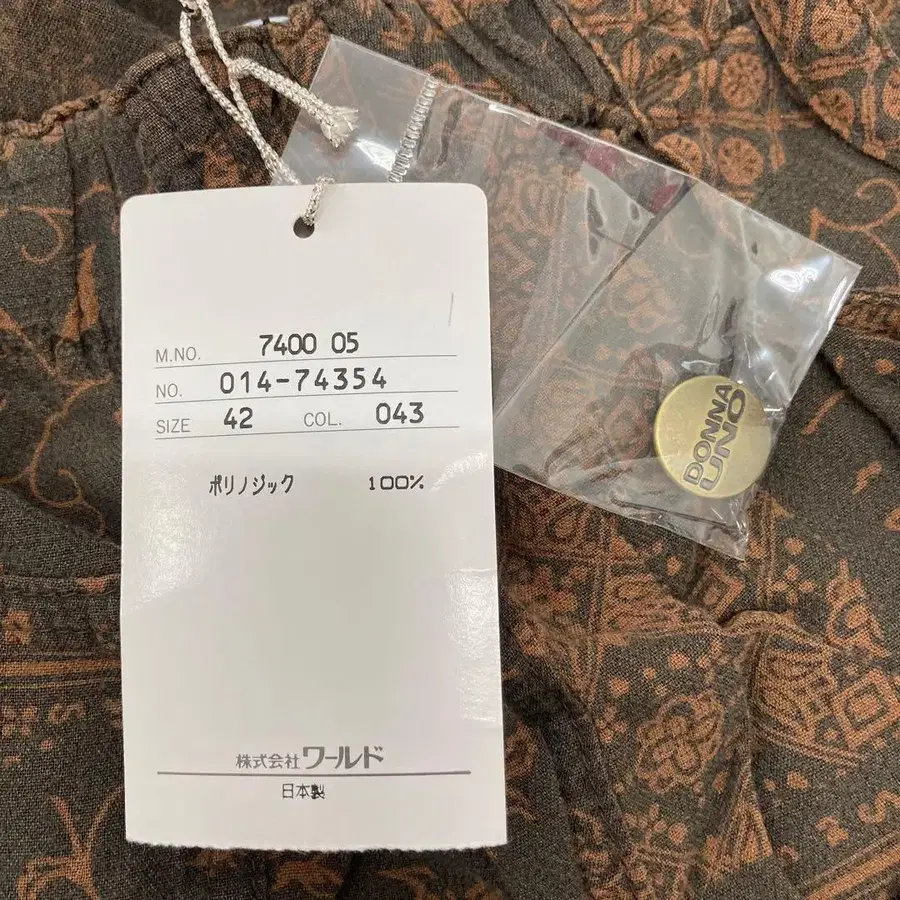 M.NO. 7400 05
NO. 014-74354
SIZE 42 COL. 043
ポリノジック 100%
株式会社ワールド
日本製
DONNA
UNO